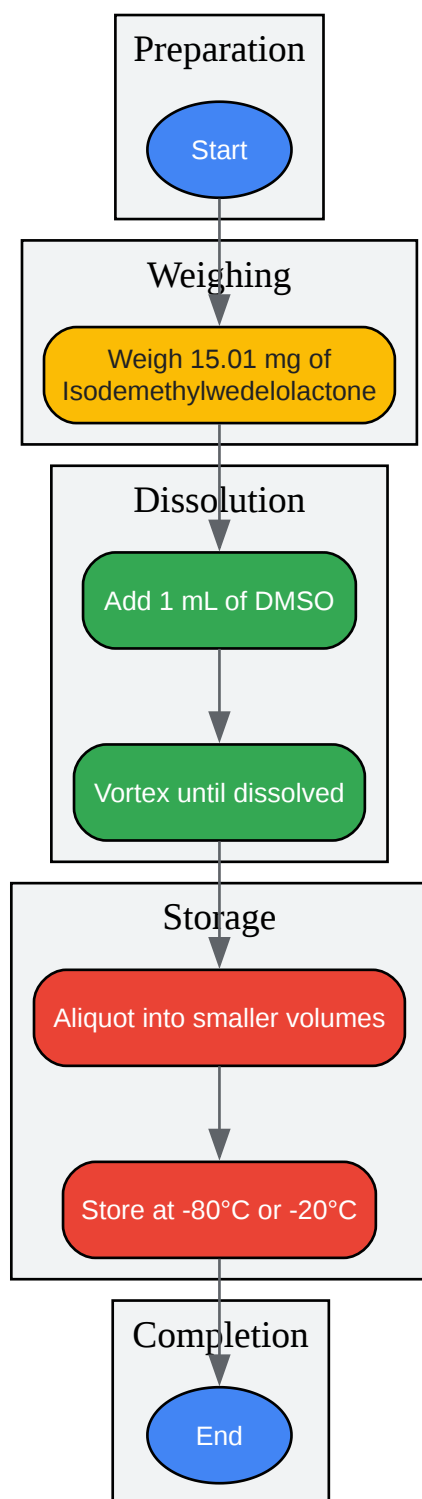 Preparation
Start
Weighing
Weigh 15.01 mg of
Isodemethylwedelolactone
Dissolution
Add 1 mL of DMSO
Vortex until dissolved
Storage
Aliquot into smaller volumes
Store at -80°C or -20°C
Completion
End